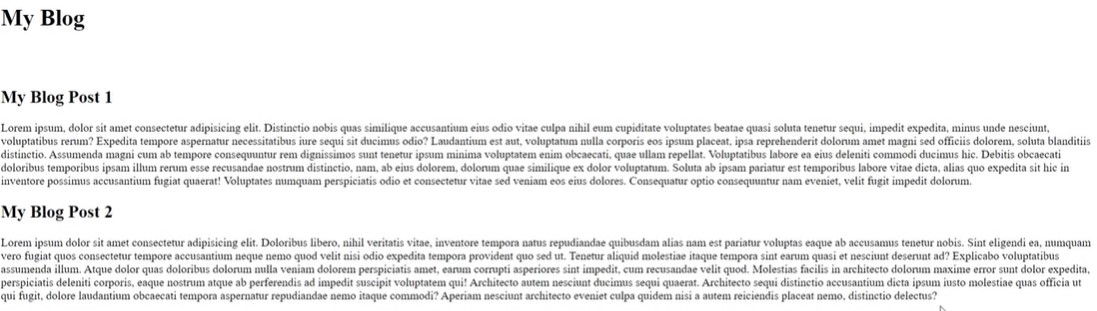 My Blog
My Blog Post 1
Lorem ipsum, dolor sit amet consectetur adipisicing elit. Distinctio nobis quas similique accusantium eius odio vitae culpa nihil eum cupiditate voluptates beatae quasi soluta tenetur sequi, impedit expedita, minus unde nesciunt,
voluptatibus rerum? Expedita tempore aspernatur necessitatibus iure sequi sit ducimus odio? Laudantium est aut, voluptatum nulla corporis eos ipsum placeat, ipsa reprehenderit dolorum amet magni sed officiis dolorem, soluta blanditiis
distinctio. Assumenda magni cum ab tempore consequuntur rem dignissimos sunt tenetur ipsum minima voluptatem enim obcaecati, quae ullam repellat. Voluptatibus labore ea eius deleniti commodi ducimus hic. Debitis obcaecati
doloribus temporibus ipsam illum rerum esse recusandae nostrum distinctio, nam, ab eius dolorem, dolorum quae similique ex dolor voluptatum. Soluta ab ipsam pariatur est temporibus labore vitae dicta, alias quo expedita sit hic in
inventore possimus accusantium fugiat quaerat! Voluptates numquam perspiciatis odio et consectetur vitae sed veniam eos eius dolores. Consequatur optio consequuntur nam eveniet, velit fugit impedit dolorum.
My Blog Post 2
Lorem ipsum dolor sit amet consectetur adipisicing elit. Doloribus libero, nihil veritatis vitae, inventore tempora natus repudiandae quibusdam alias nam est pariatur voluptas eaque ab accusamus tenetur nobis. Sint eligendi ea, numquam
vero fugiat quos consectetur tempore accusantium neque nemo quod velit nisi odio expedita tempora provident quo sed ut. Tenetur aliquid molestiae itaque tempora sint earum quasi et nesciunt deserunt ad? Explicabo voluptatibus
assumenda illum. Atque dolor quas doloribus dolorum nulla veniam dolorem perspiciatis amet, earum corrupti asperiores sint impedit, cum recusandae velit quod. Molestias facilis in architecto dolorum maxime error sunt dolor expedita,
perspiciatis deleniti corporis, eaque nostrum atque ab perferendis ad impedit suscipit voluptatem qui! Architecto autem nesciunt ducimus sequi quaerat. Architecto sequi distinctio accusantium dicta ipsum iusto molestiae quas officia ut
qui fugit, dolore laudantium obcaecati tempora aspernatur repudiandae nemo itaque commodi? Aperiam nesciunt architecto eveniet culpa quidem nisi a autem reiciendis placeat nemo, distinctio delectus?